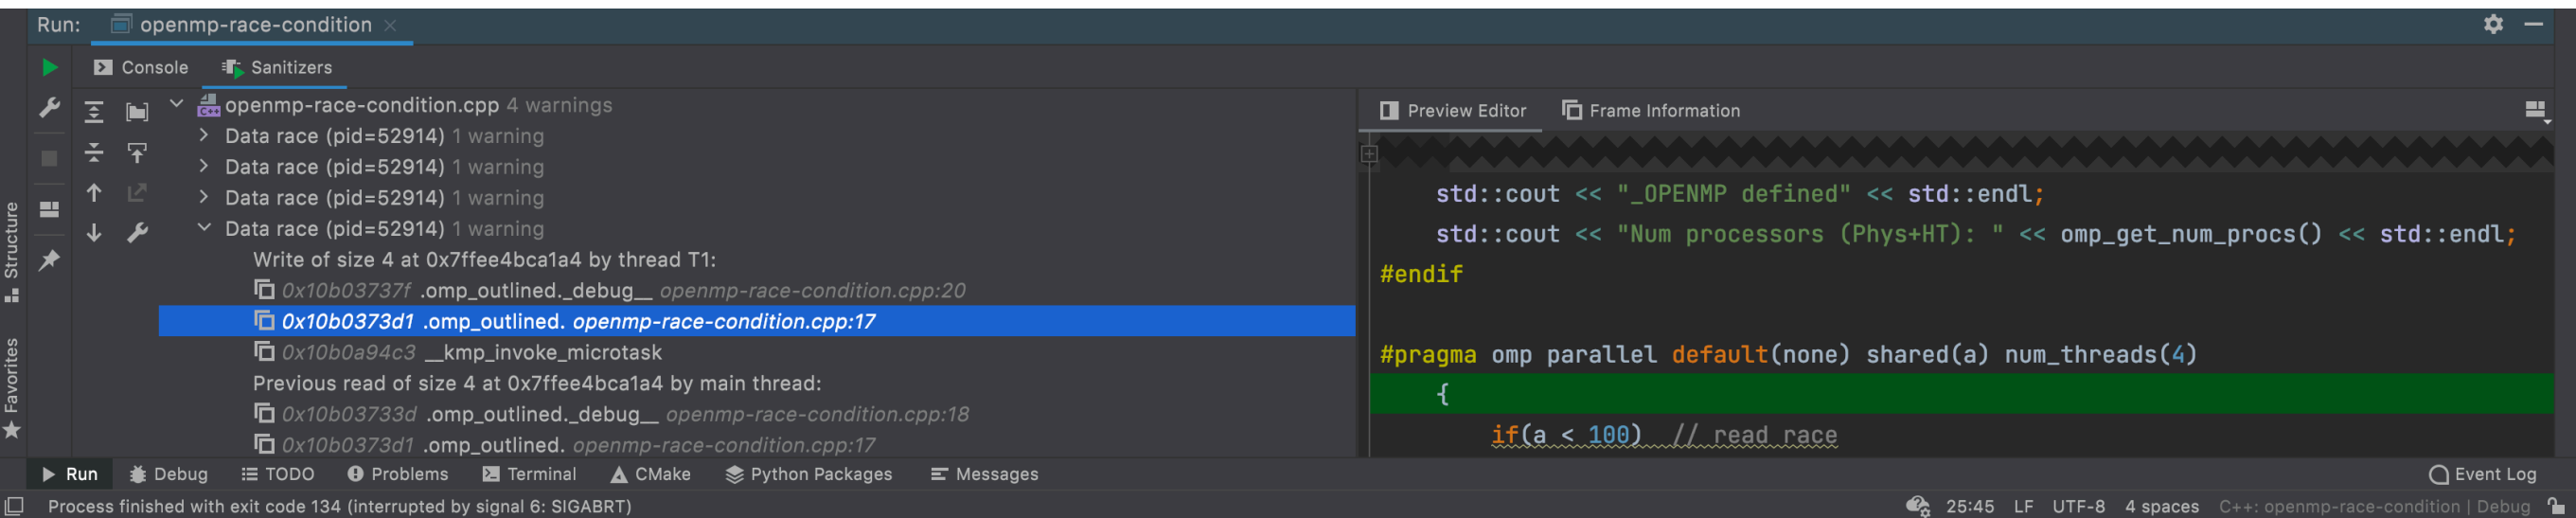 Run: openmp-race-condition
Console Sanitizers
openmp-race-condition.cpp 4 warnings
Data race (pid=52914) 1 warning
Data race (pid=52914) 1 warning
Data race (pid=52914) 1 warning
Data race (pid=52914) 1 warning
Write of size 4 at 0x7ffee4bca1a4 by thread T1:
0x10b03737f .omp_outlined._debug__ openmp-race-condition.cpp:20
0x10b0373d1 .omp_outlined. openmp-race-condition.cpp:17
0x10b0a94c3 __kmp_invoke_microtask
Previous read of size 4 at 0x7ffee4bca1a4 by main thread:
0x10b03733d .omp_outlined._debug__ openmp-race-condition.cpp:18
0x10b0373d1 .omp_outlined. openmp-race-condition.cpp:17
Preview Editor Frame Information
std::cout << "_OPENMP defined" << std::endl;
std::cout << "Num processors (Phys+HT): " << omp_get_num_procs() << std::endl;
#endif
#pragma omp parallel default(none) shared(a) num_threads(4)
{
if(a < 100) // read race
Structure
Favorites
Run Debug TODO Problems Terminal CMake Python Packages Messages Event Log
Process finished with exit code 134 (interrupted by signal 6: SIGABRT) 25:45 LF UTF-8 4 spaces C++: openmp-race-condition | Debug